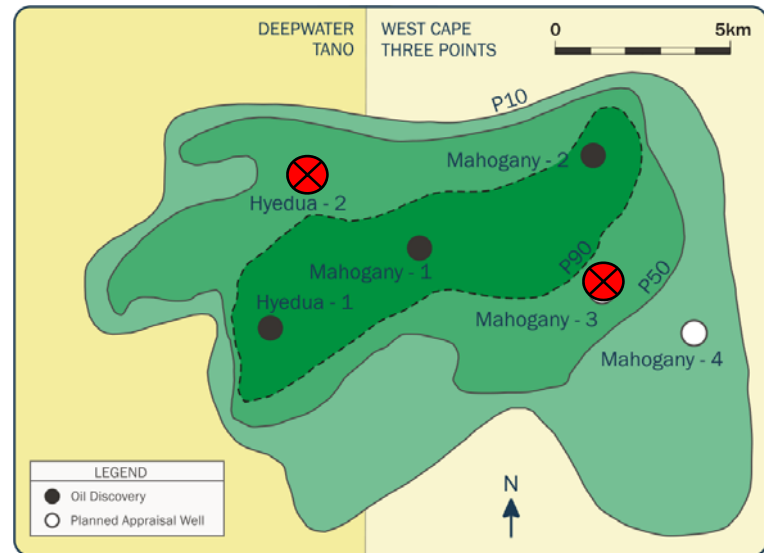 DEEPWATER
TANO
WEST CAPE
THREE POINTS
0
5km
P10
Mahogany - 2
Hyedua - 2
Mahogany - 1
P90
P50
Hyedua - 1
Mahogany - 3
Mahogany - 4
LEGEND
Oil Discovery
Planned Appraisal Well
N